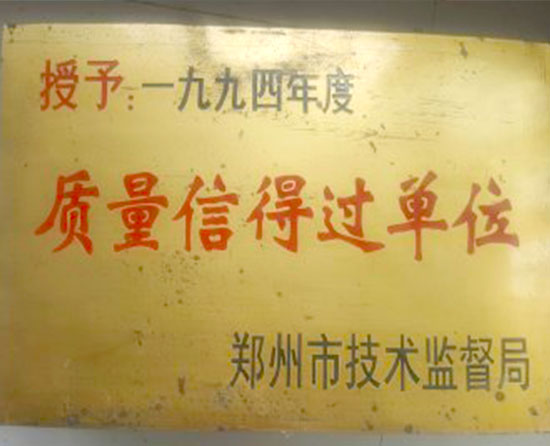 授予:一九九四年度
质量信得过单位
郑州市技术监督局